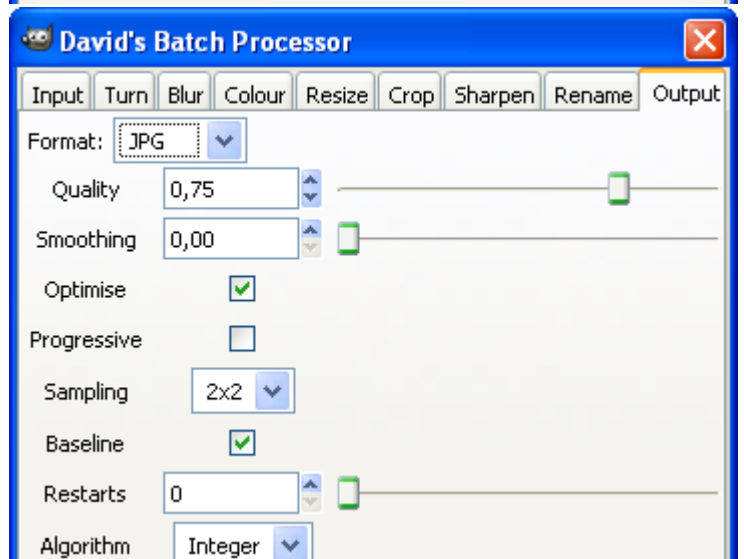 David's Batch Processor
Input Turn Blur Colour Resize Crop Sharpen Rename Output
Format: JPG
Quality 0,75
Smoothing 0,00
Optimise
Progressive
Sampling 2x2
Baseline
Restarts 0
Algorithm Integer